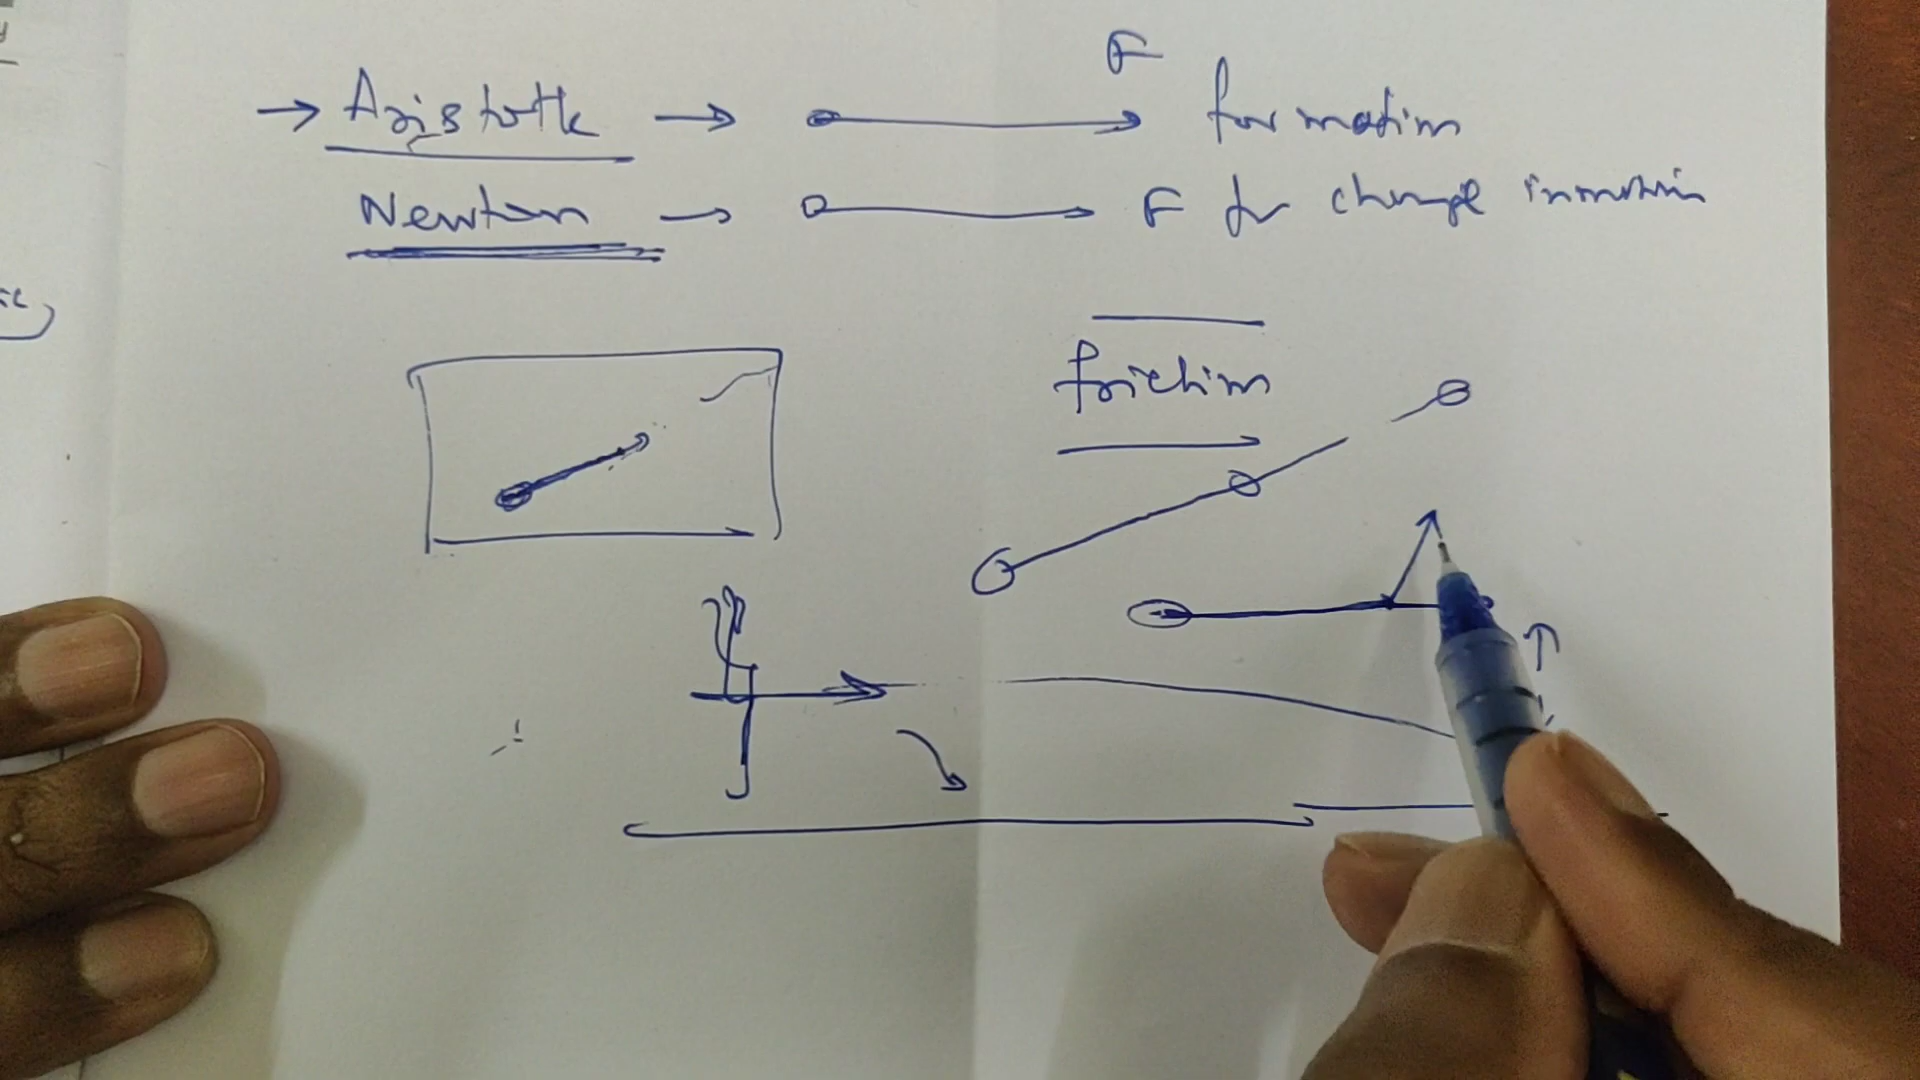 → Aristotle → F for motion
Newton → F for change in motion
friction